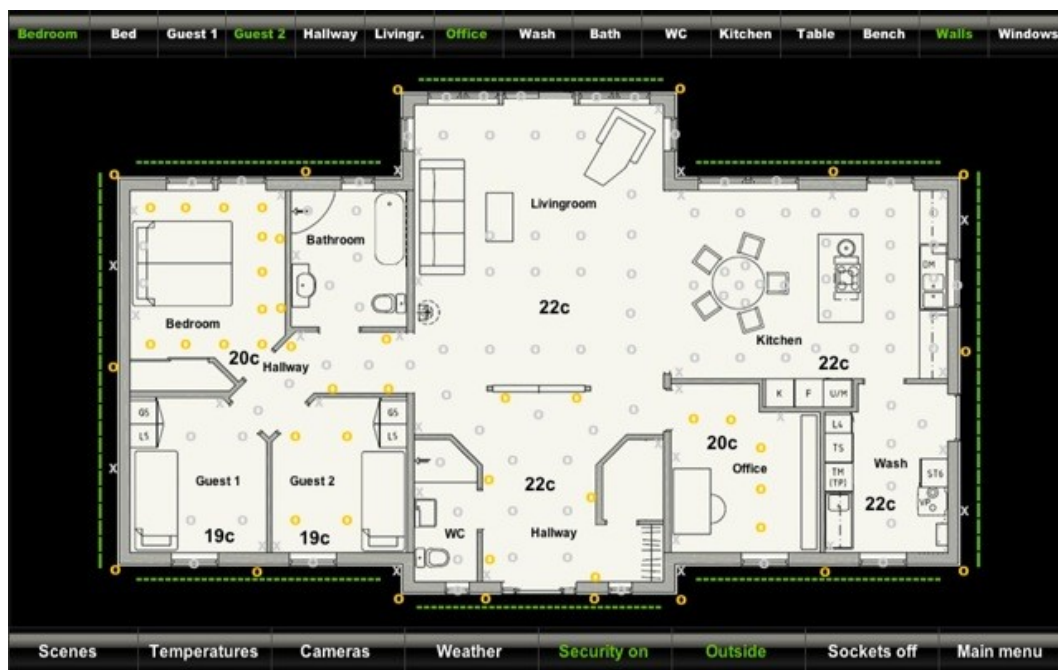 Bedroom Bed Guest 1 Guest 2 Hallway Livingr. Office Wash Bath WC Kitchen Table Bench Walls Windows
Livingroom
Bathroom
DM
22c
Bedroom
Kitchen
20c
Hallway
22c
K F U/M
GS
GS
LS
LS
L4
20c
TS
Office
Wash
TM
(TP)
ST6
Guest 1
Guest 2
22c
VP
22c
WC
Hallway
19c
19c
Scenes Temperatures Cameras Weather Security on Outside Sockets off Main menu